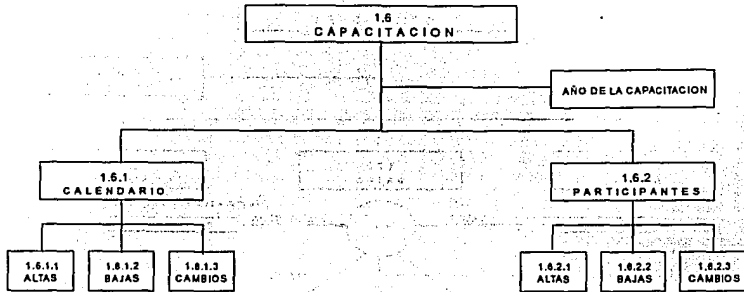 1.6
CAPACITACION
AÑO DE LA CAPACITACION
1.6.1
CALENDARIO
1.6.2
PARTICIPANTES
1.6.1.1
ALTAS
1.6.1.2
BAJAS
1.6.1.3
CAMBIOS
1.6.2.1
ALTAS
1.6.2.2
BAJAS
1.6.2.3
CAMBIOS